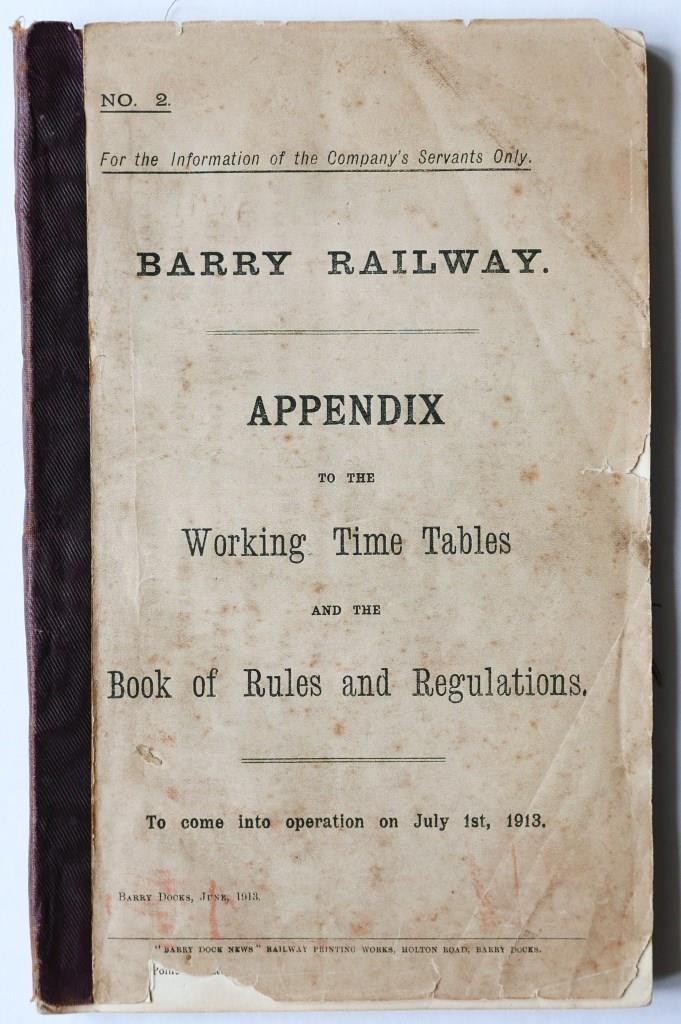 NO. 2.
For the Information of the Company's Servants Only.
BARRY RAILWAY.
APPENDIX
TO THE
Working Time Tables
AND THE
Book of Rules and Regulations.
To come into operation on July 1st, 1913.
BARRY DOCKS, JUNE, 1913.
"BARRY DOCK NEWS" RAILWAY PRINTING WORKS, HOLTON ROAD, BARRY DOCKS.